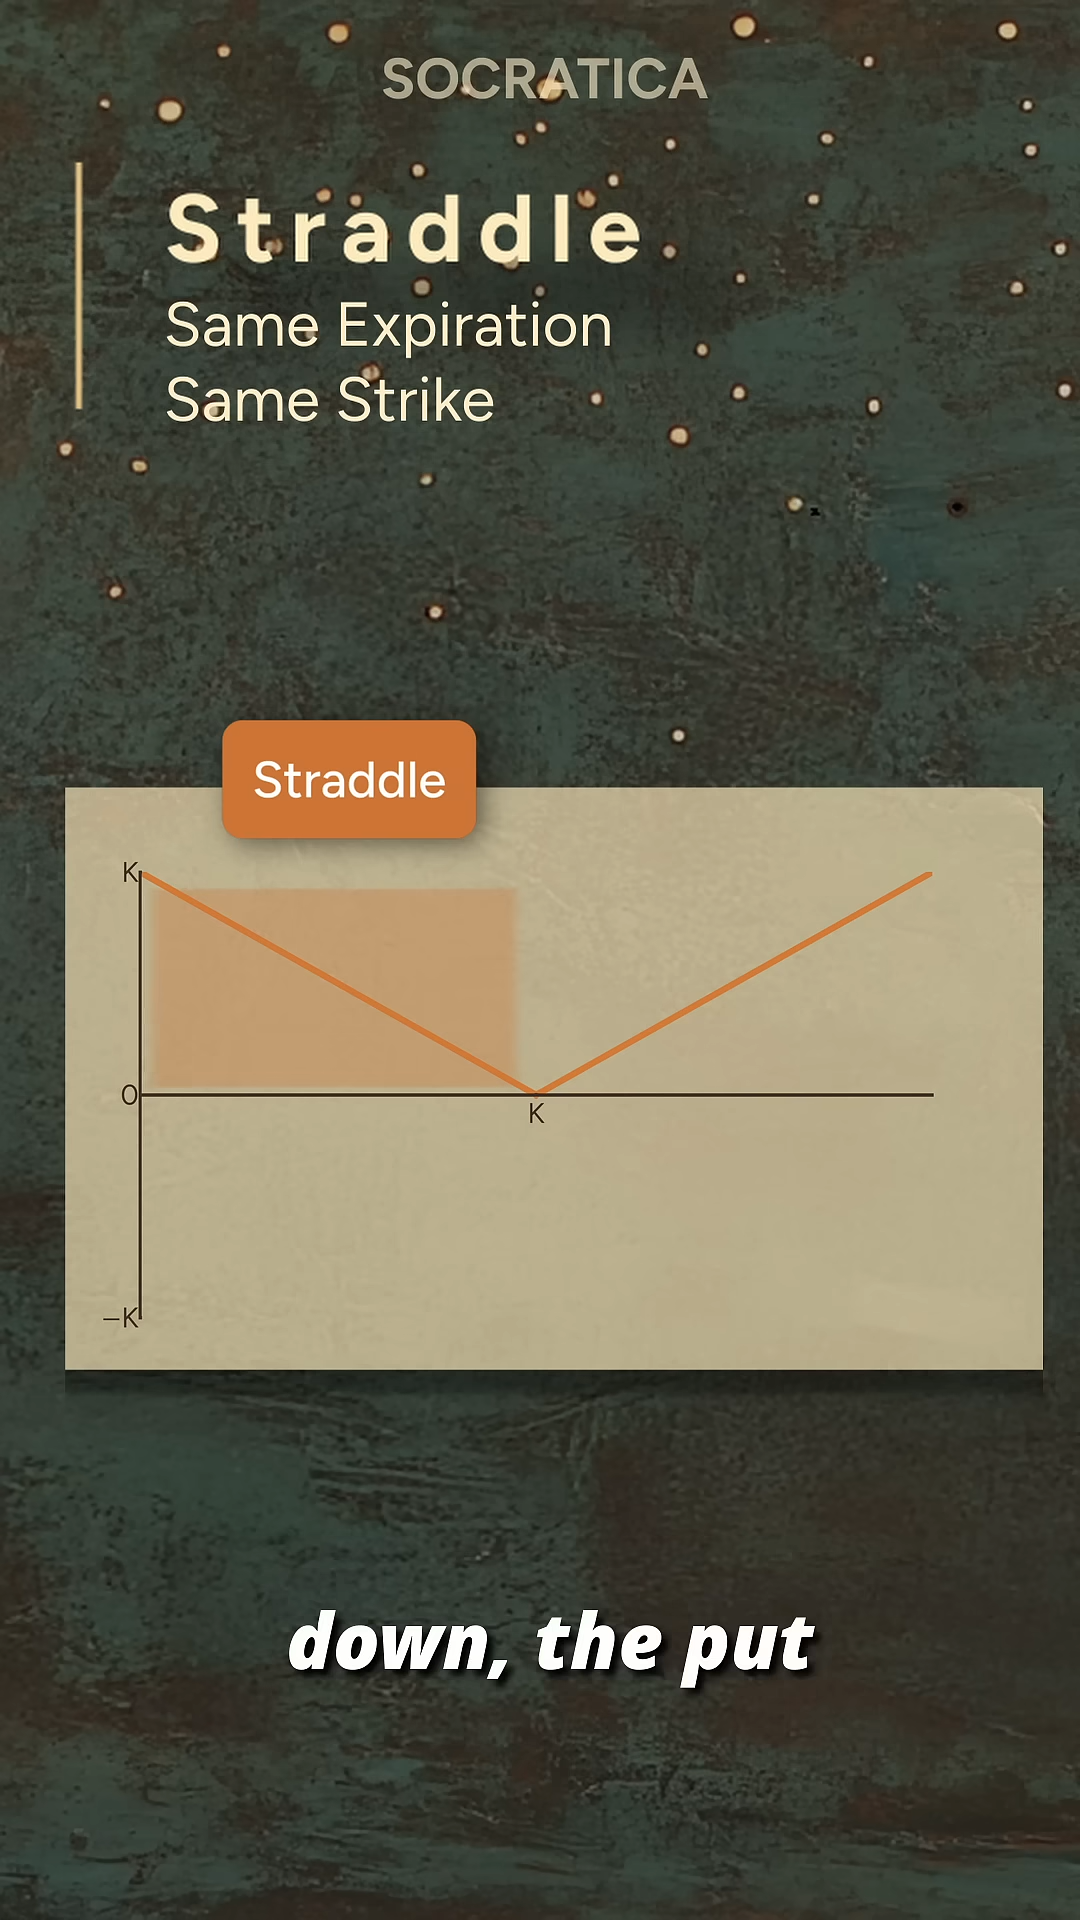 SOCRATICA
Straddle
Same Expiration
Same Strike
Straddle
K
0
K
−K
down, the put